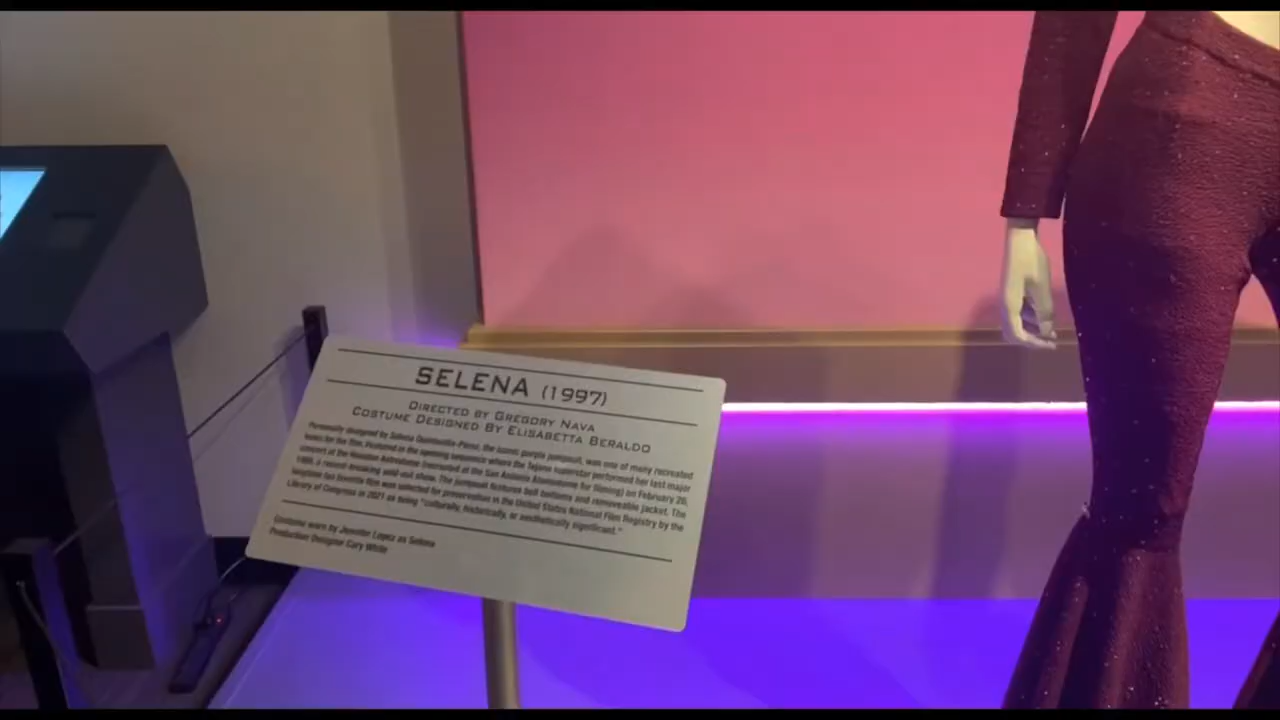 SELENA (1997)
DIRECTED BY GREGORY NAVA
COSTUME DESIGNED BY ELISABETTA BERALDO
Personally designed by Selena Quintanilla-Pérez, the iconic purple jumpsuit, was one of many recreated
looks for the film. Featured in the opening sequence where the Tejano superstar performed her last major
concert at the Houston Astrodome (recreated at the San Antonio Alamodome for filming) on February 26,
1995, a record-breaking sold-out show. The jumpsuit features bell bottoms and removeable jacket. The
longtime fan favorite film was selected for preservation in the United States National Film Registry by the
Library of Congress in 2021 as being "culturally, historically, or aesthetically significant."
Costume worn by Jennifer Lopez as Selena
Production Designer Cary White